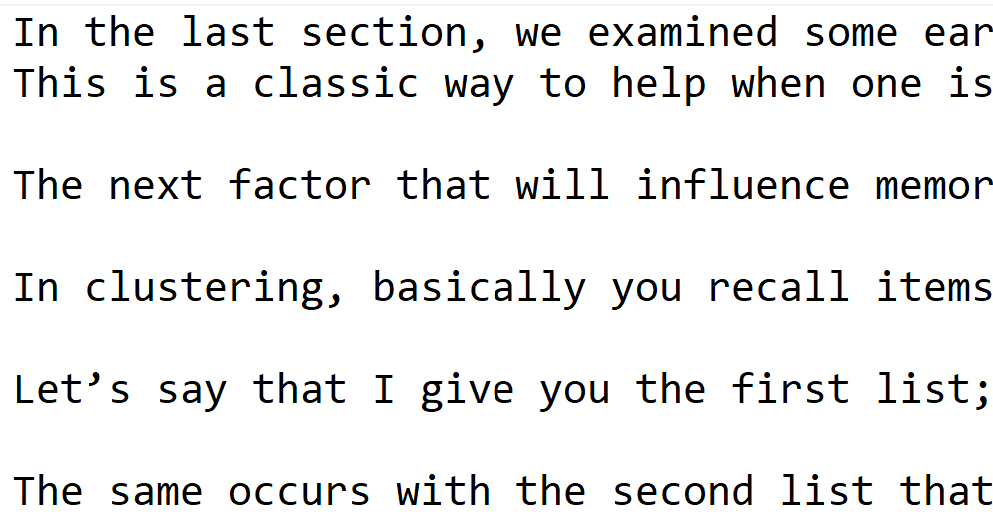 In the last section, we examined some ear
This is a classic way to help when one is
The next factor that will influence memor
In clustering, basically you recall items
Let’s say that I give you the first list;
The same occurs with the second list that